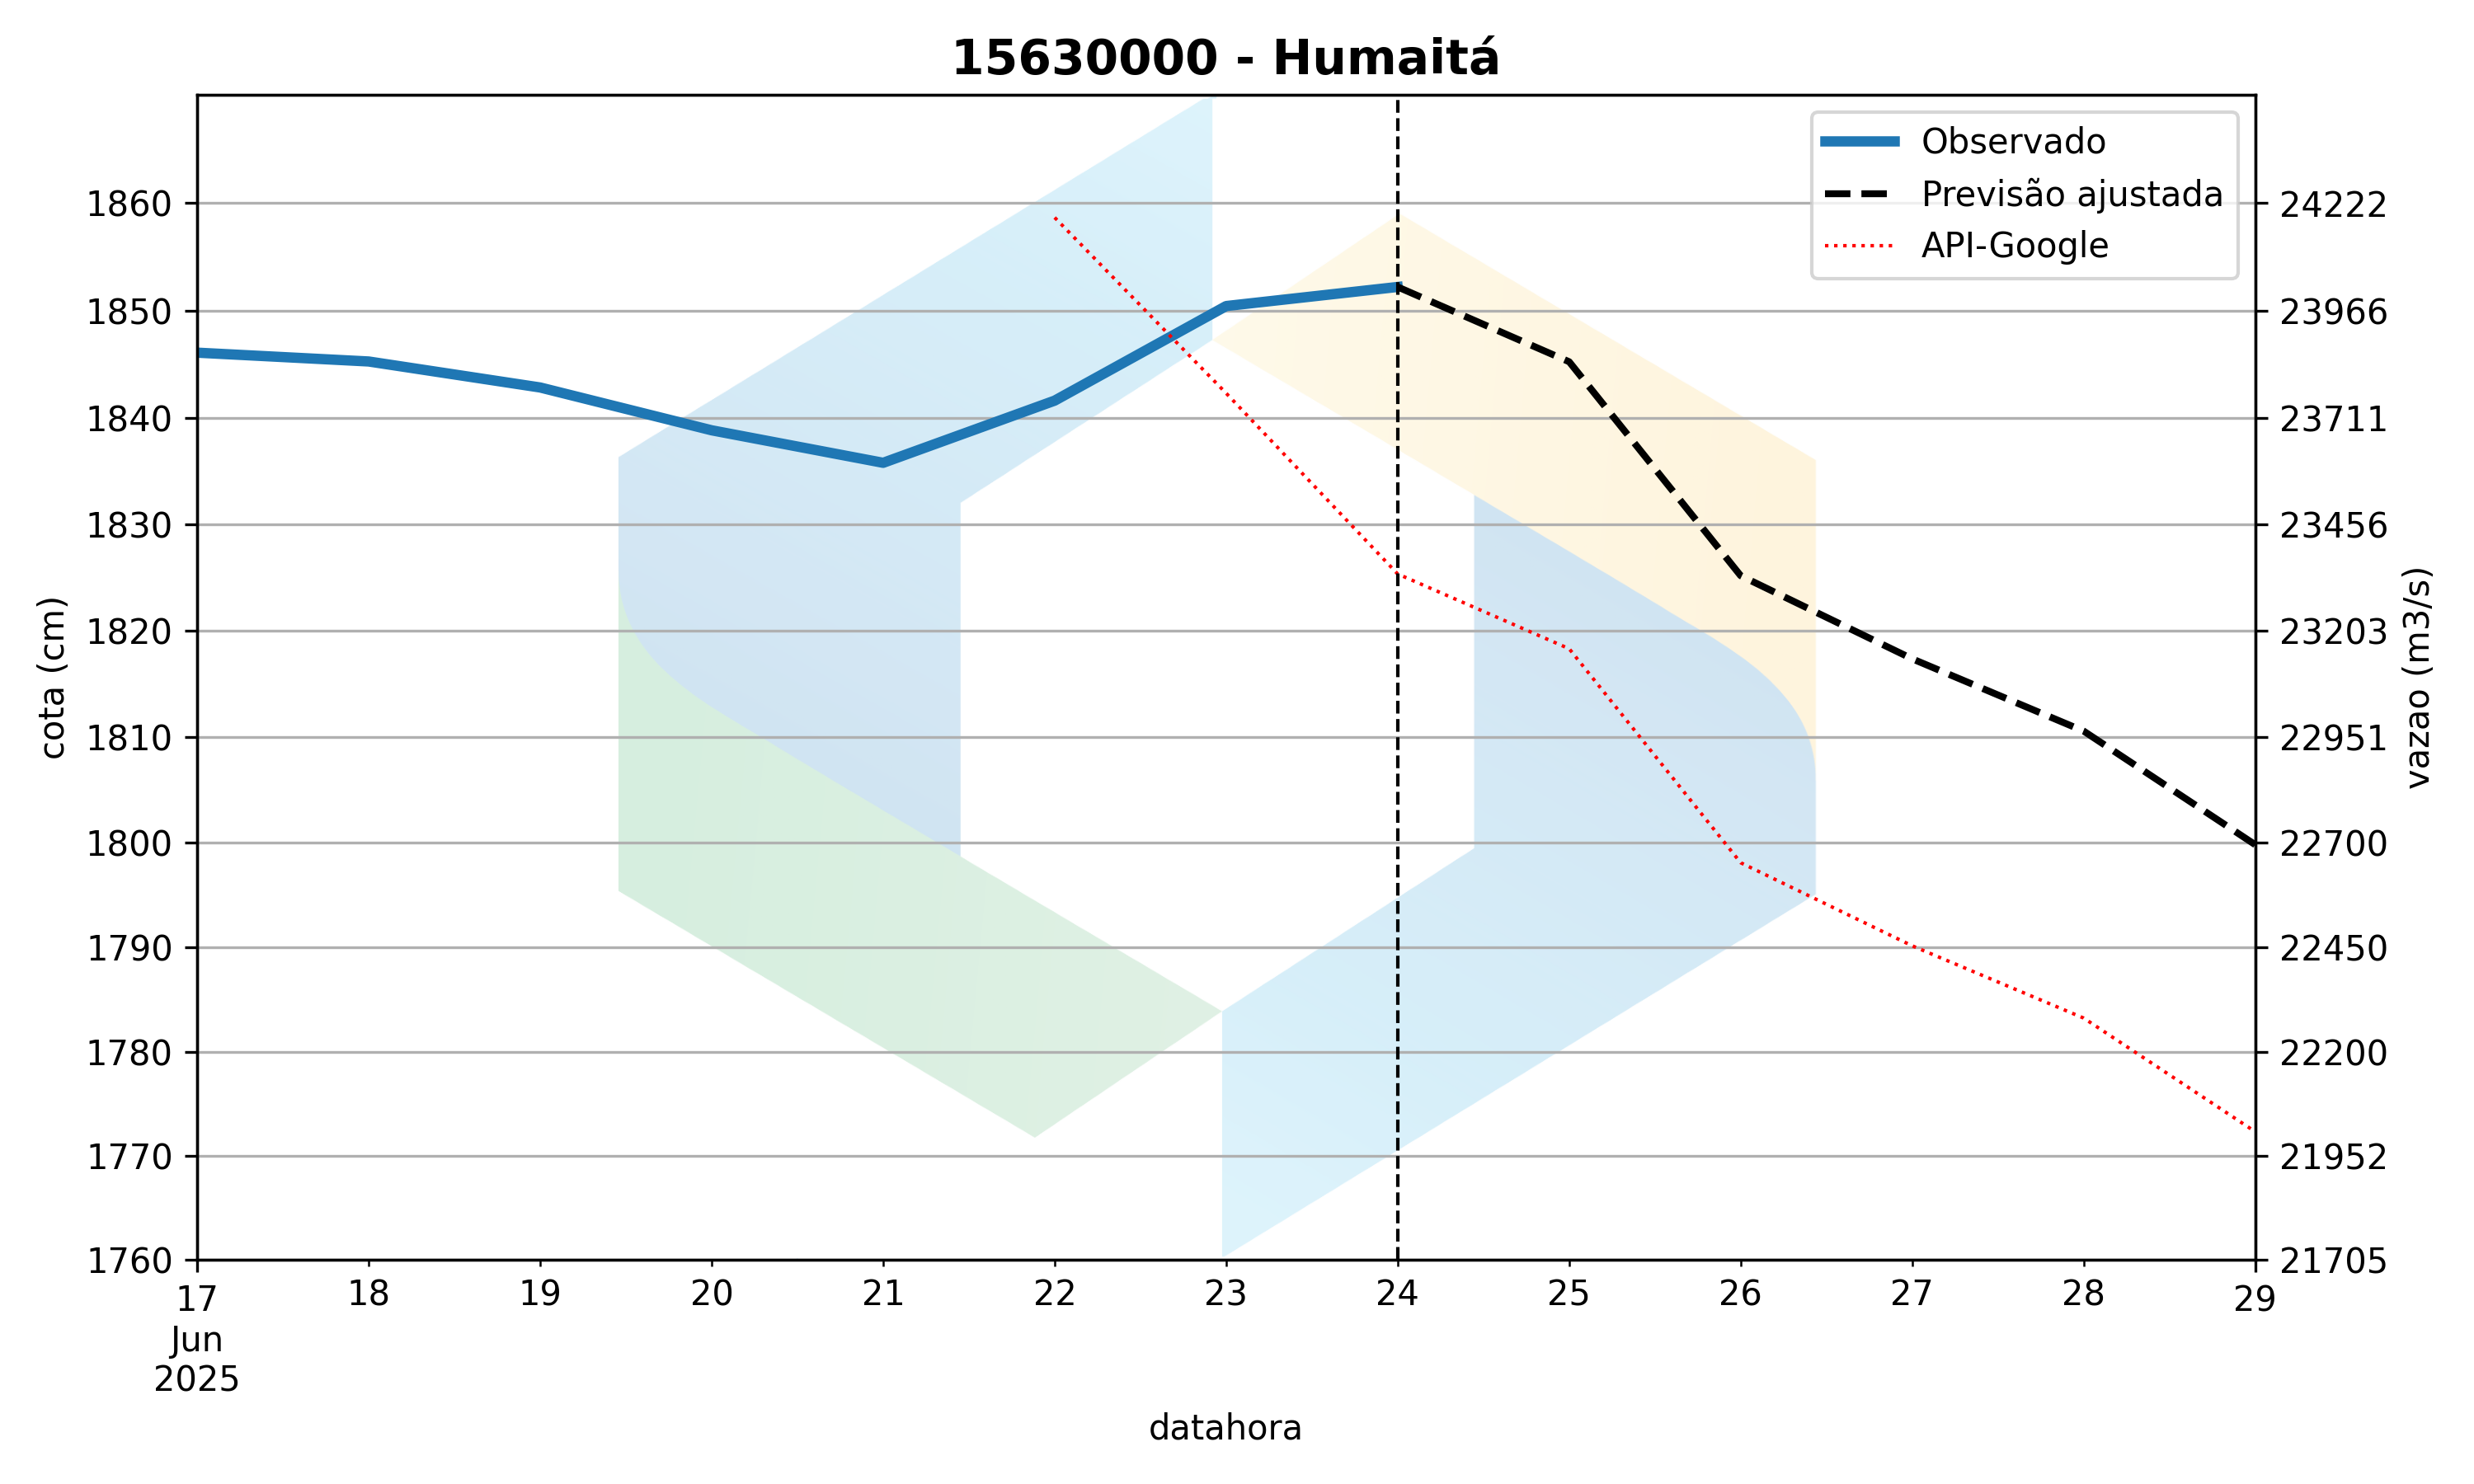 15630000 - Humaitá
Observado
Previsão ajustada
API-Google
1860
1850
1840
1830
1820
1810
1800
1790
1780
1770
1760
cota (cm)
24222
23966
23711
23456
23203
22951
22700
22450
22200
21952
21705
vazao (m3/s)
17 18 19 20 21 22 23 24 25 26 27 28 29
Jun
2025
datahora